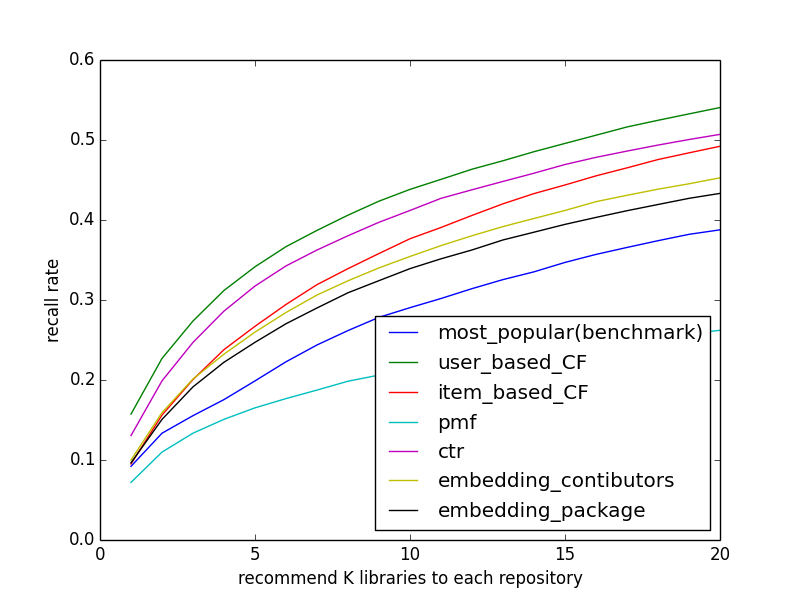 0.6
0.5
0.4
0.3
0.2
0.1
0.0
recall rate
most_popular(benchmark)
user_based_CF
item_based_CF
pmf
ctr
embedding_contibutors
embedding_package
0 5 10 15 20
recommend K libraries to each repository